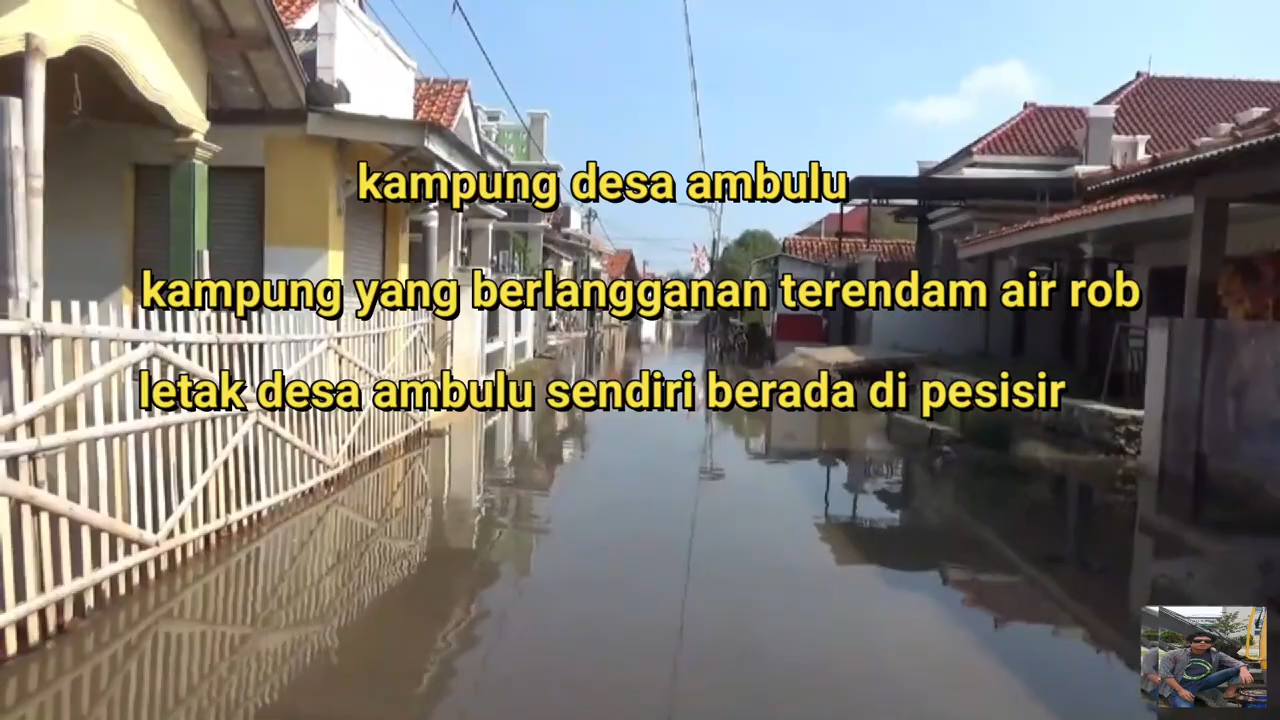 kampung desa ambulu
kampung yang berlangganan terendam air rob
letak desa ambulu sendiri berada di pesisir